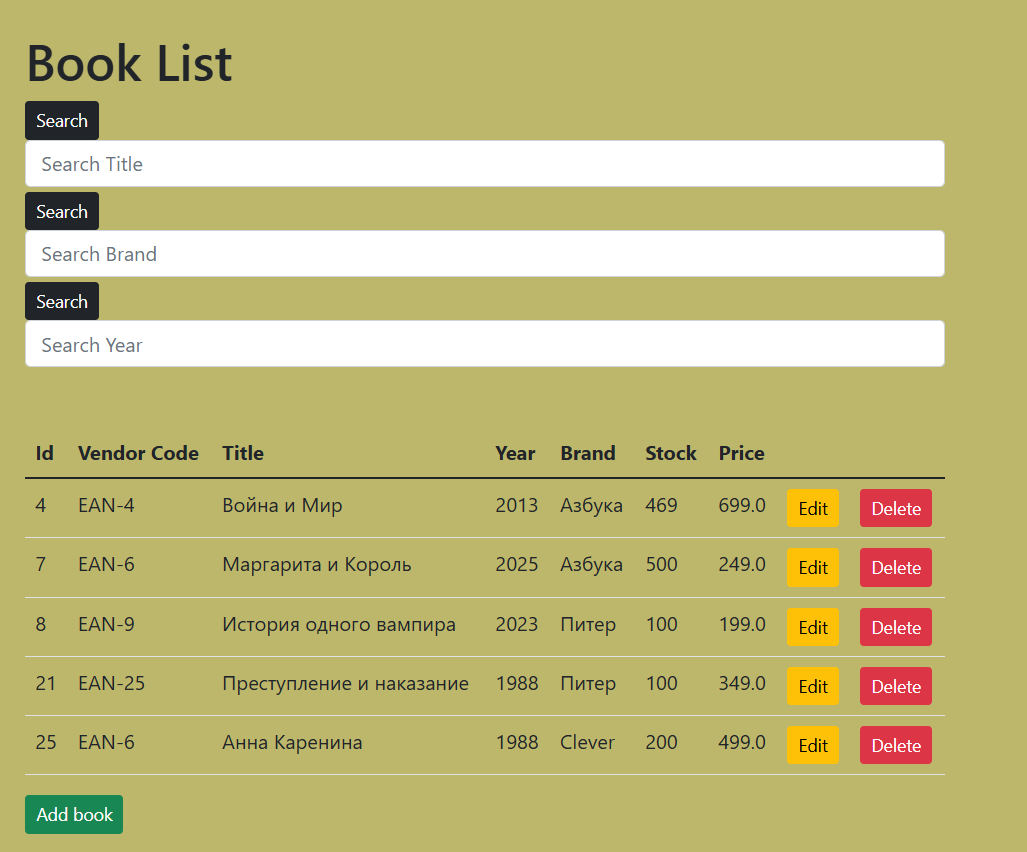 Book List
Search
Search Title
Search
Search Brand
Search
Search Year
Id Vendor Code Title Year Brand Stock Price
4 EAN-4 Война и Мир 2013 Азбука 469 699.0 Edit Delete
7 EAN-6 Маргарита и Король 2025 Азбука 500 249.0 Edit Delete
8 EAN-9 История одного вампира 2023 Питер 100 199.0 Edit Delete
21 EAN-25 Преступление и наказание 1988 Питер 100 349.0 Edit Delete
25 EAN-6 Анна Каренина 1988 Clever 200 499.0 Edit Delete
Add book